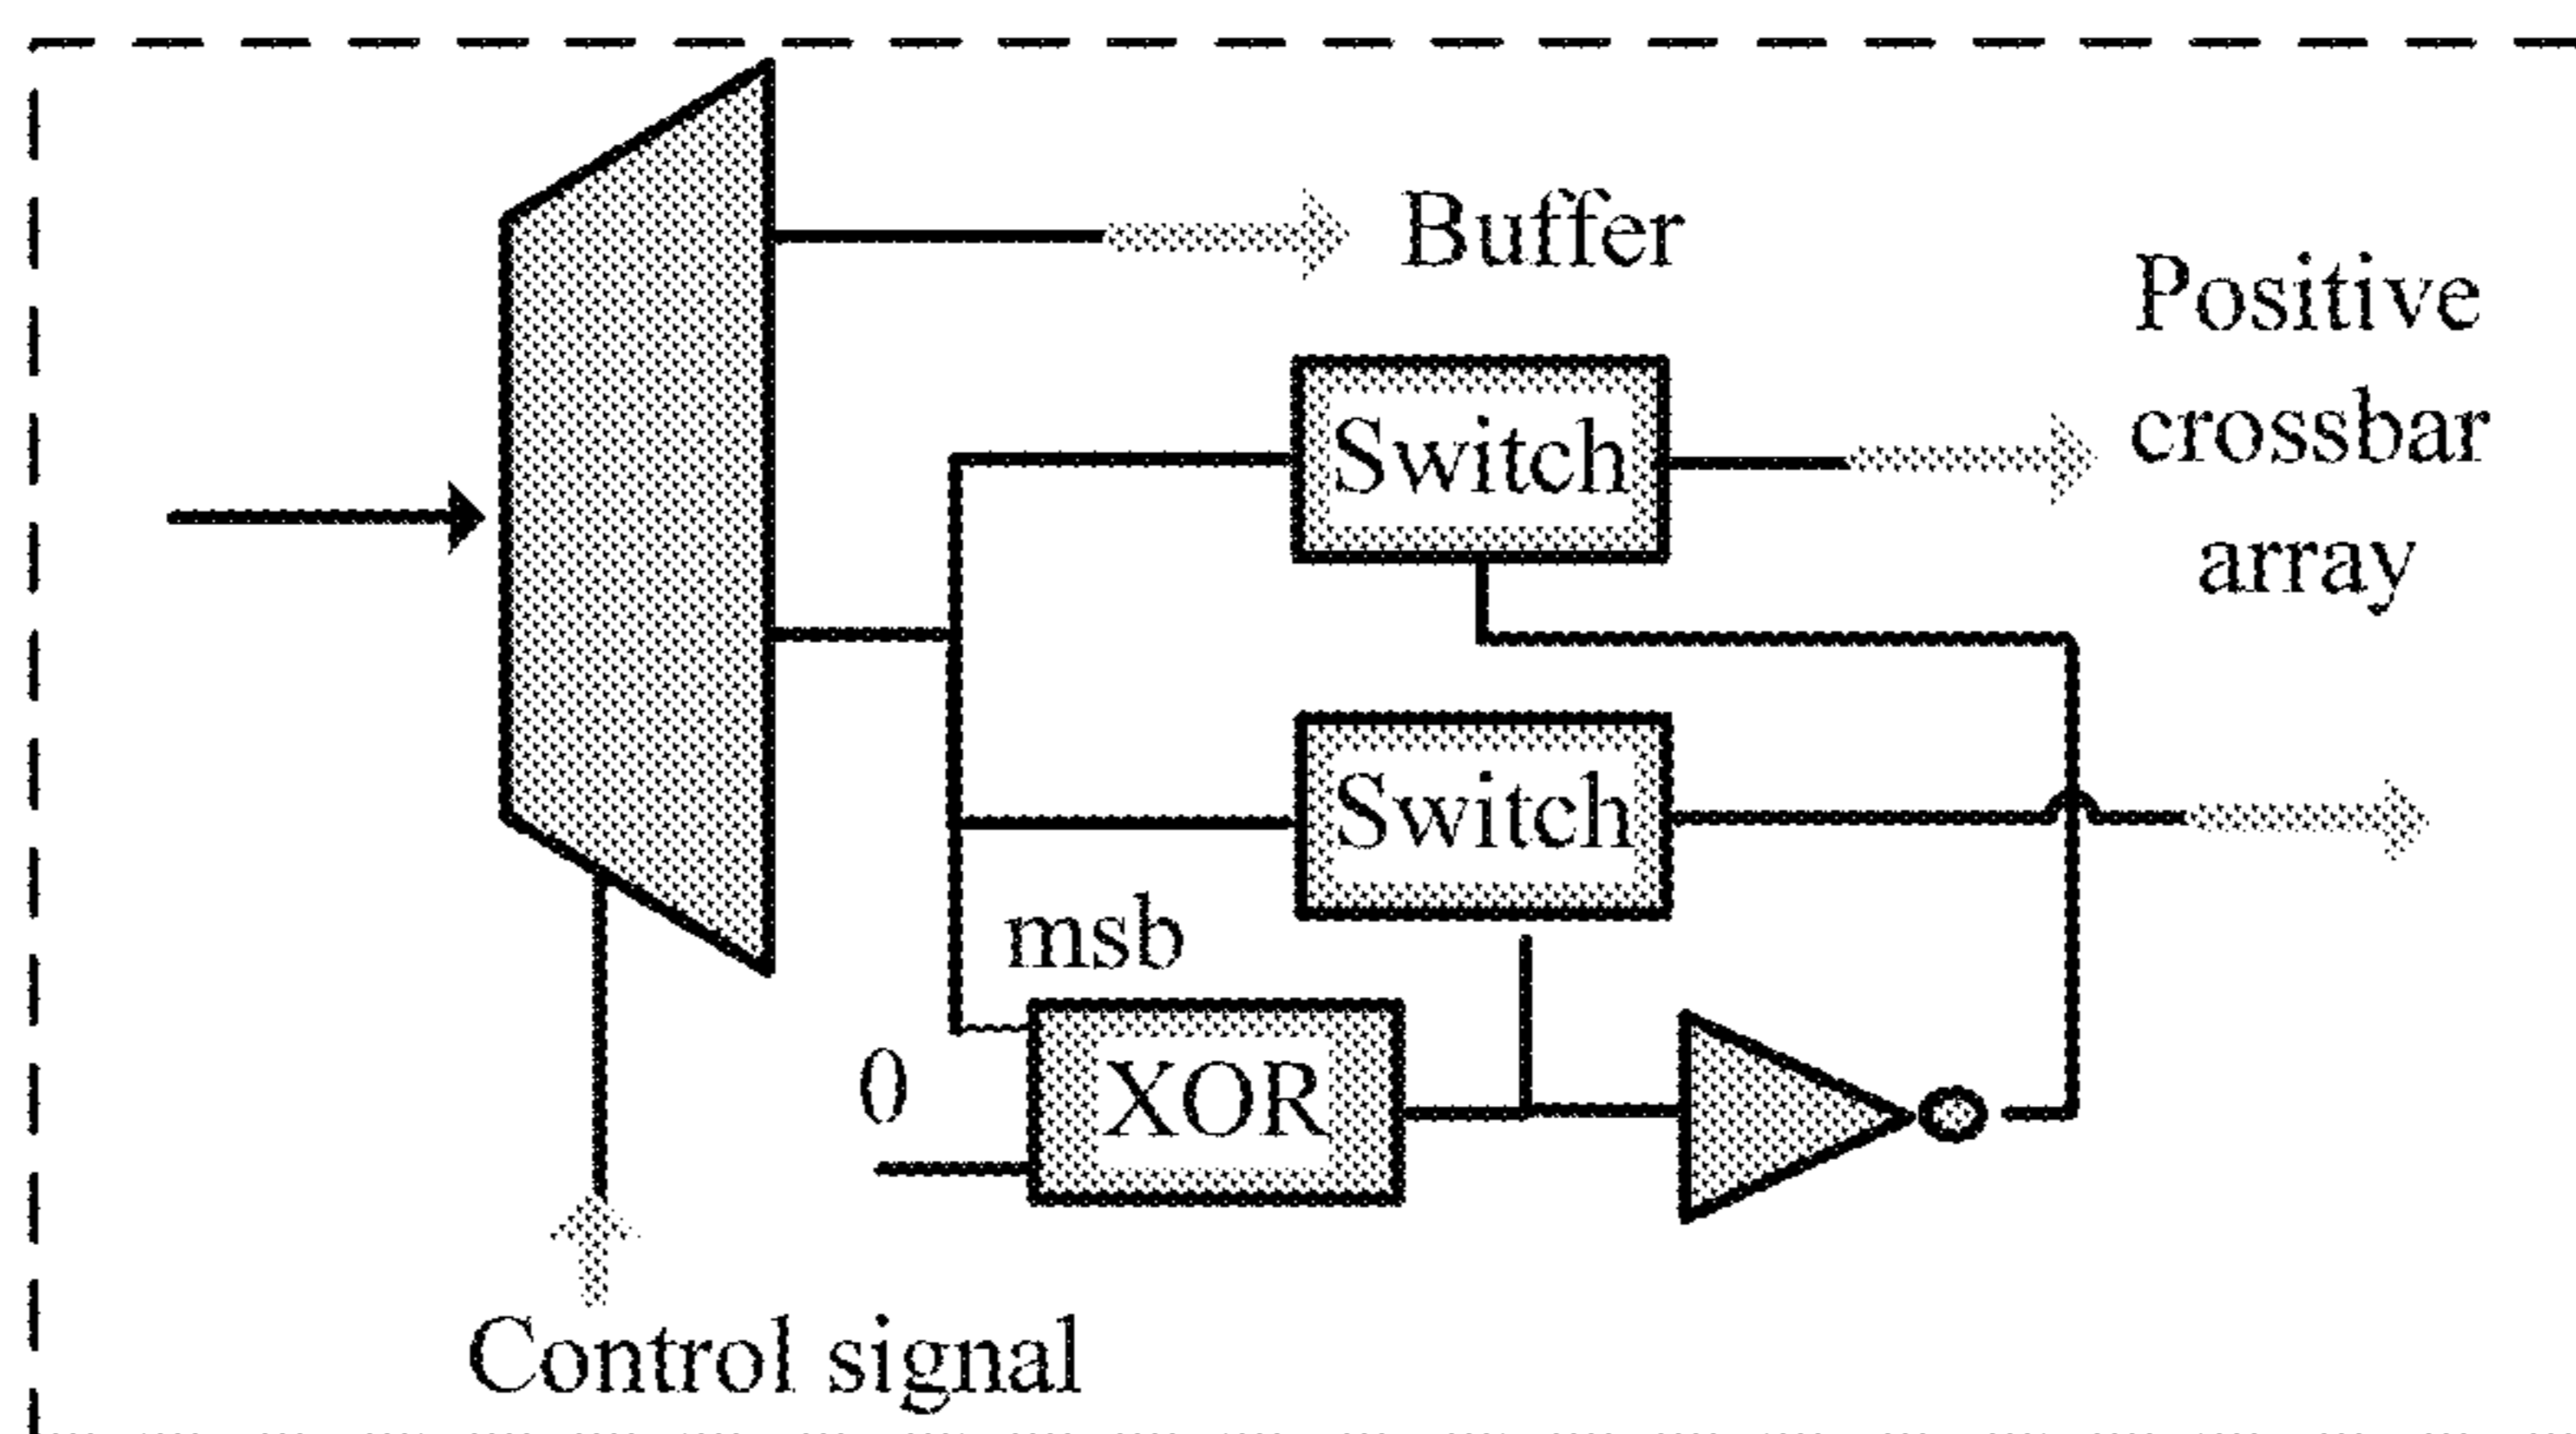 Buffer
Positive
crossbar
array
Switch
Switch
msb
0
XOR
Control signal